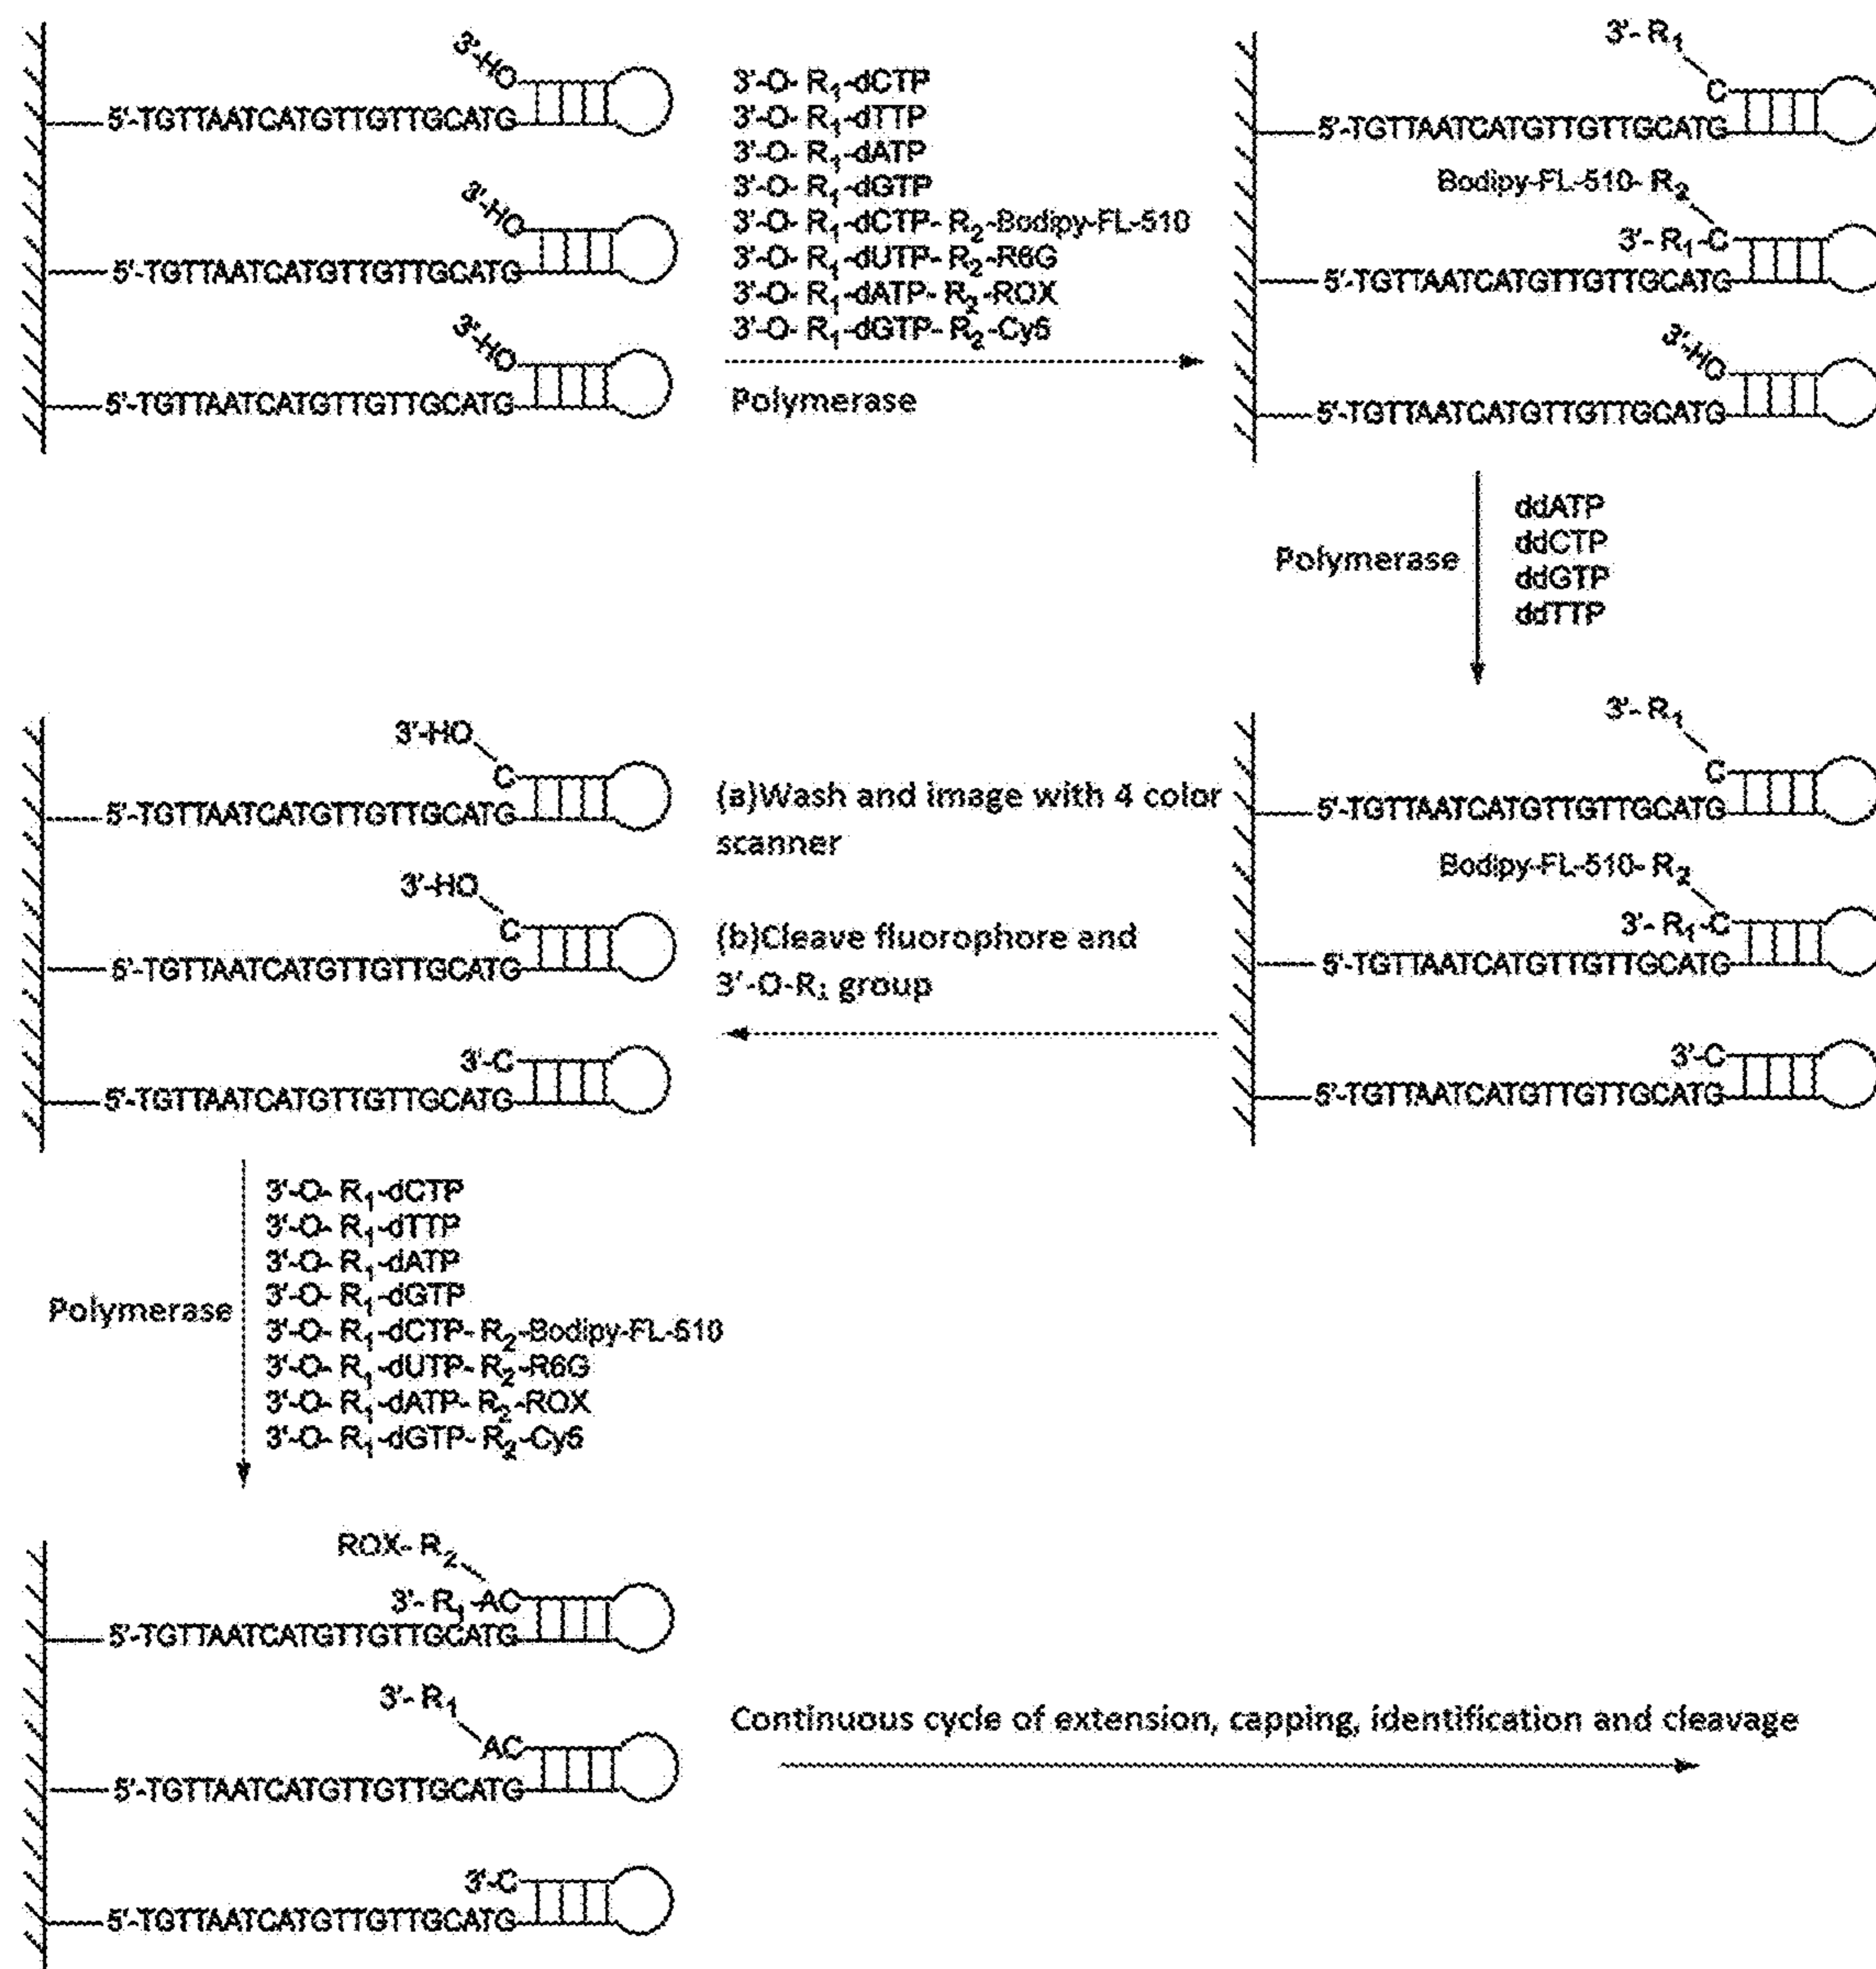 3'-HO
5'-TGTTAATCATGTTGTTGCATG
3'-HO
5'-TGTTAATCATGTTGTTGCATG
3'-HO
5'-TGTTAATCATGTTGTTGCATG
3'-O- R1-dCTP
3'-O- R1-dTTP
3'-O- R1-dATP
3'-O- R1-dGTP
3'-O- R1-dCTP- R2-Bodipy-FL-510
3'-O- R1-dUTP- R2-R6G
3'-O- R1-dATP- R2-ROX
3'-O- R1-dGTP- R2-Cy5
Polymerase
3'- R1
C
5'-TGTTAATCATGTTGTTGCATG
Bodipy-FL-510- R2
3'- R1-C
5'-TGTTAATCATGTTGTTGCATG
3'-HO
5'-TGTTAATCATGTTGTTGCATG
Polymerase
ddATP
ddCTP
ddGTP
ddTTP
3'- R1
C
5'-TGTTAATCATGTTGTTGCATG
Bodipy-FL-510- R2
3'- R1-C
5'-TGTTAATCATGTTGTTGCATG
3'-C
5'-TGTTAATCATGTTGTTGCATG
(a)Wash and image with 4 color
scanner
(b)Cleave fluorophore and
3'-O-R1 group
3'-HO
C
5'-TGTTAATCATGTTGTTGCATG
3'-HO
C
5'-TGTTAATCATGTTGTTGCATG
3'-C
5'-TGTTAATCATGTTGTTGCATG
Polymerase
3'-O- R1-dCTP
3'-O- R1-dTTP
3'-O- R1-dATP
3'-O- R1-dGTP
3'-O- R1-dCTP- R2-Bodipy-FL-510
3'-O- R1-dUTP- R2-R6G
3'-O- R1-dATP- R2-ROX
3'-O- R1-dGTP- R2-Cy5
ROX- R2
3'- R1-AC
5'-TGTTAATCATGTTGTTGCATG
3'- R1
AC
5'-TGTTAATCATGTTGTTGCATG
3'-C
5'-TGTTAATCATGTTGTTGCATG
Continuous cycle of extension, capping, identification and cleavage